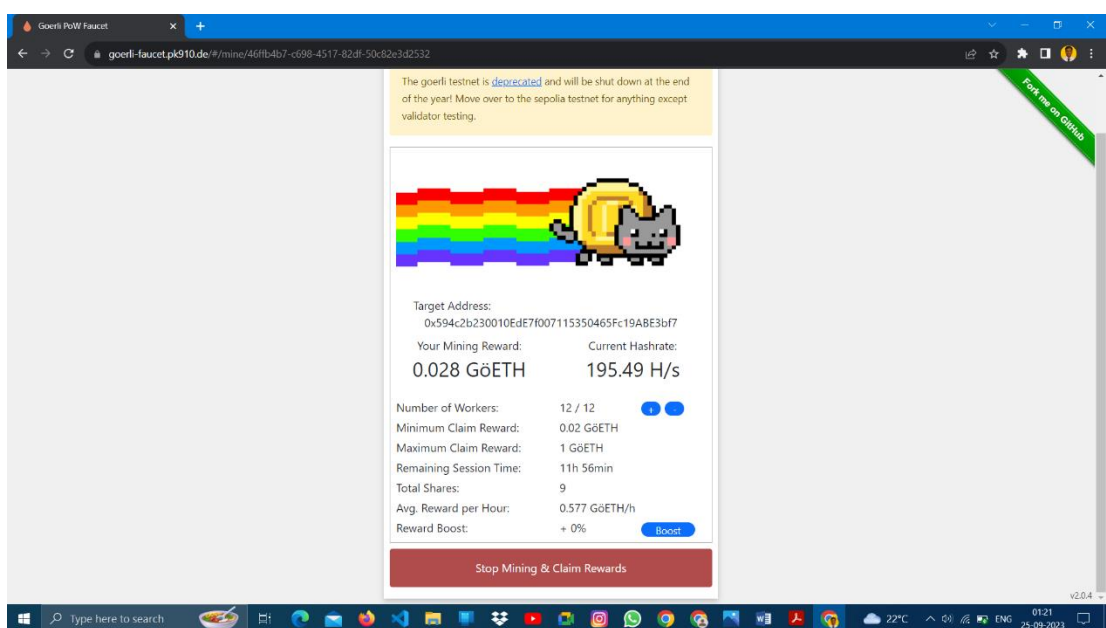 Goerli PoW Faucet
goerli-faucet.pk910.de/#/mine/46ffb4b7-c698-4517-82df-50c82e3d2532
The goerli testnet is deprecated and will be shut down at the end
of the year! Move over to the sepolia testnet for anything except
validator testing.
Fork me on GitHub
Target Address:
0x594c2b230010EdE7f007115350465Fc19ABE3bf7
Your Mining Reward: Current Hashrate:
0.028 GöETH 195.49 H/s
Number of Workers: 12 / 12 + -
Minimum Claim Reward: 0.02 GöETH
Maximum Claim Reward: 1 GöETH
Remaining Session Time: 11h 56min
Total Shares: 9
Avg. Reward per Hour: 0.577 GöETH/h
Reward Boost: + 0% Boost
Stop Mining & Claim Rewards
v2.0.4
Type here to search 22°C ENG 01:21
25-09-2023